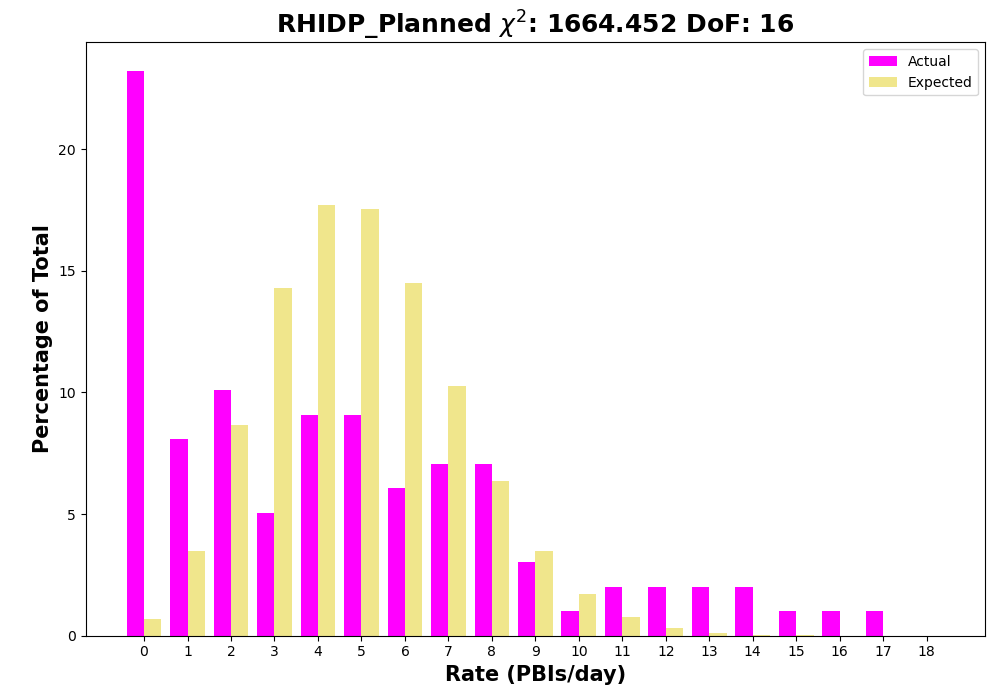 RHIDP_Planned χ²: 1664.452 DoF: 16
Actual
Expected
Percentage of Total
20
15
10
5
0
0 1 2 3 4 5 6 7 8 9 10 11 12 13 14 15 16 17 18
Rate (PBIs/day)